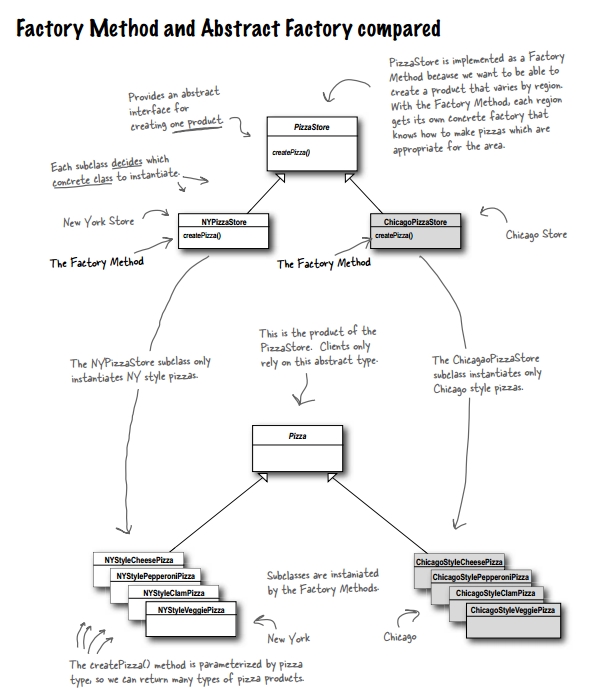 Factory Method and Abstract Factory compared
PizzaStore is implemented as a Factory
Method because we want to be able to
create a product that varies by region.
With the Factory Method, each region
gets its own concrete factory that
knows how to make pizzas which are
appropriate for the area.
Provides an abstract
interface for
creating one product
PizzaStore
createPizza()
Each subclass decides which
concrete class to instantiate.
New York Store
NYPizzaStore
createPizza()
ChicagoPizzaStore
createPizza()
Chicago Store
The Factory Method
The Factory Method
The NYPizzaStore subclass only
instantiates NY style pizzas.
This is the product of the
PizzaStore. Clients only
rely on this abstract type.
The ChicagaoPizzaStore
subclass instantiates only
Chicago style pizzas.
Pizza
NYStyleCheesePizza
NYStylePepperoniPizza
NYStyleClamPizza
NYStyleVeggiePizza
Subclasses are instaniated
by the Factory Methods.
ChicagoStyleCheesePizza
ChicagoStylePepperoniPizza
ChicagoStyleClamPizza
ChicagoStyleVeggiePizza
New York
Chicago
The createPizza() method is parameterized by pizza
type, so we can return many types of pizza products.